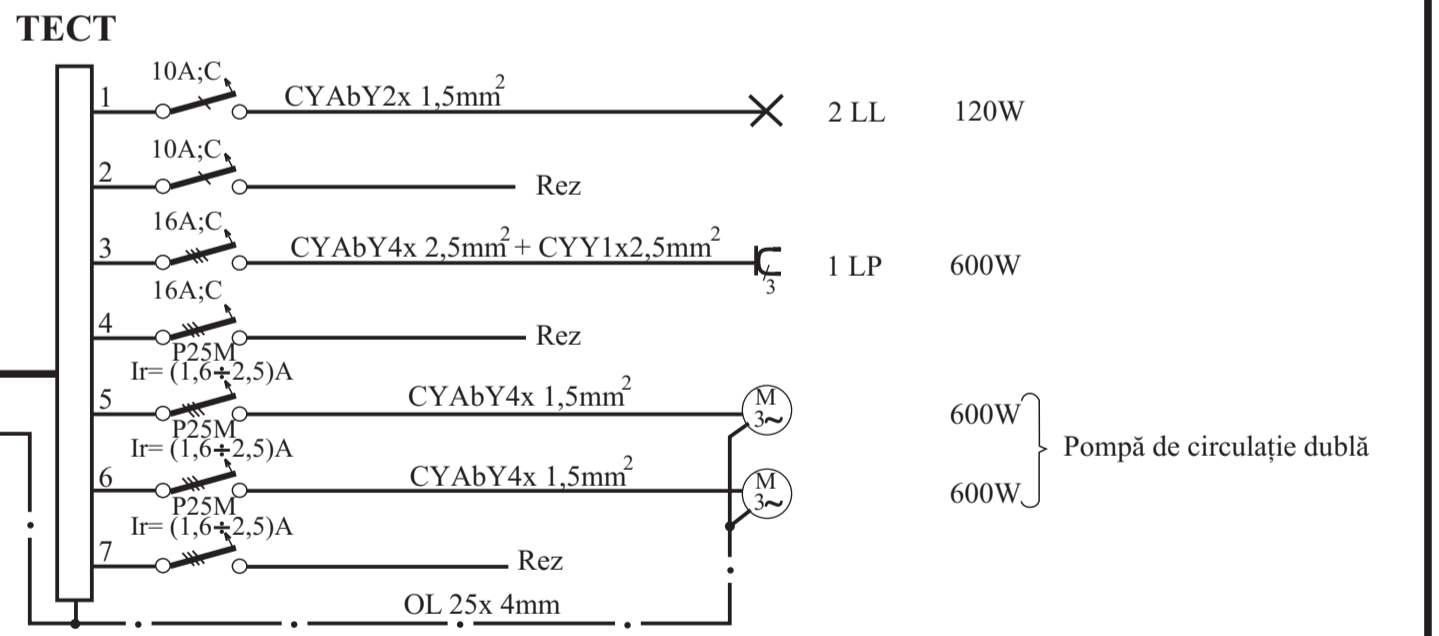 TECT
10A;C
1 CYAbY2x 1,5mm² 2 LL 120W
10A;C
2 Rez
16A;C
3 CYAbY4x 2,5mm² + CYY1x2,5mm² 1 LP 600W
3
16A;C
4 Rez
P25M
Ir= (1,6÷2,5)A
5 CYAbY4x 1,5mm² M 3~ 600W
Pompă de circulație dublă
P25M
Ir= (1,6÷2,5)A
6 CYAbY4x 1,5mm² M 3~ 600W
P25M
Ir= (1,6÷2,5)A
7 Rez
OL 25x 4mm